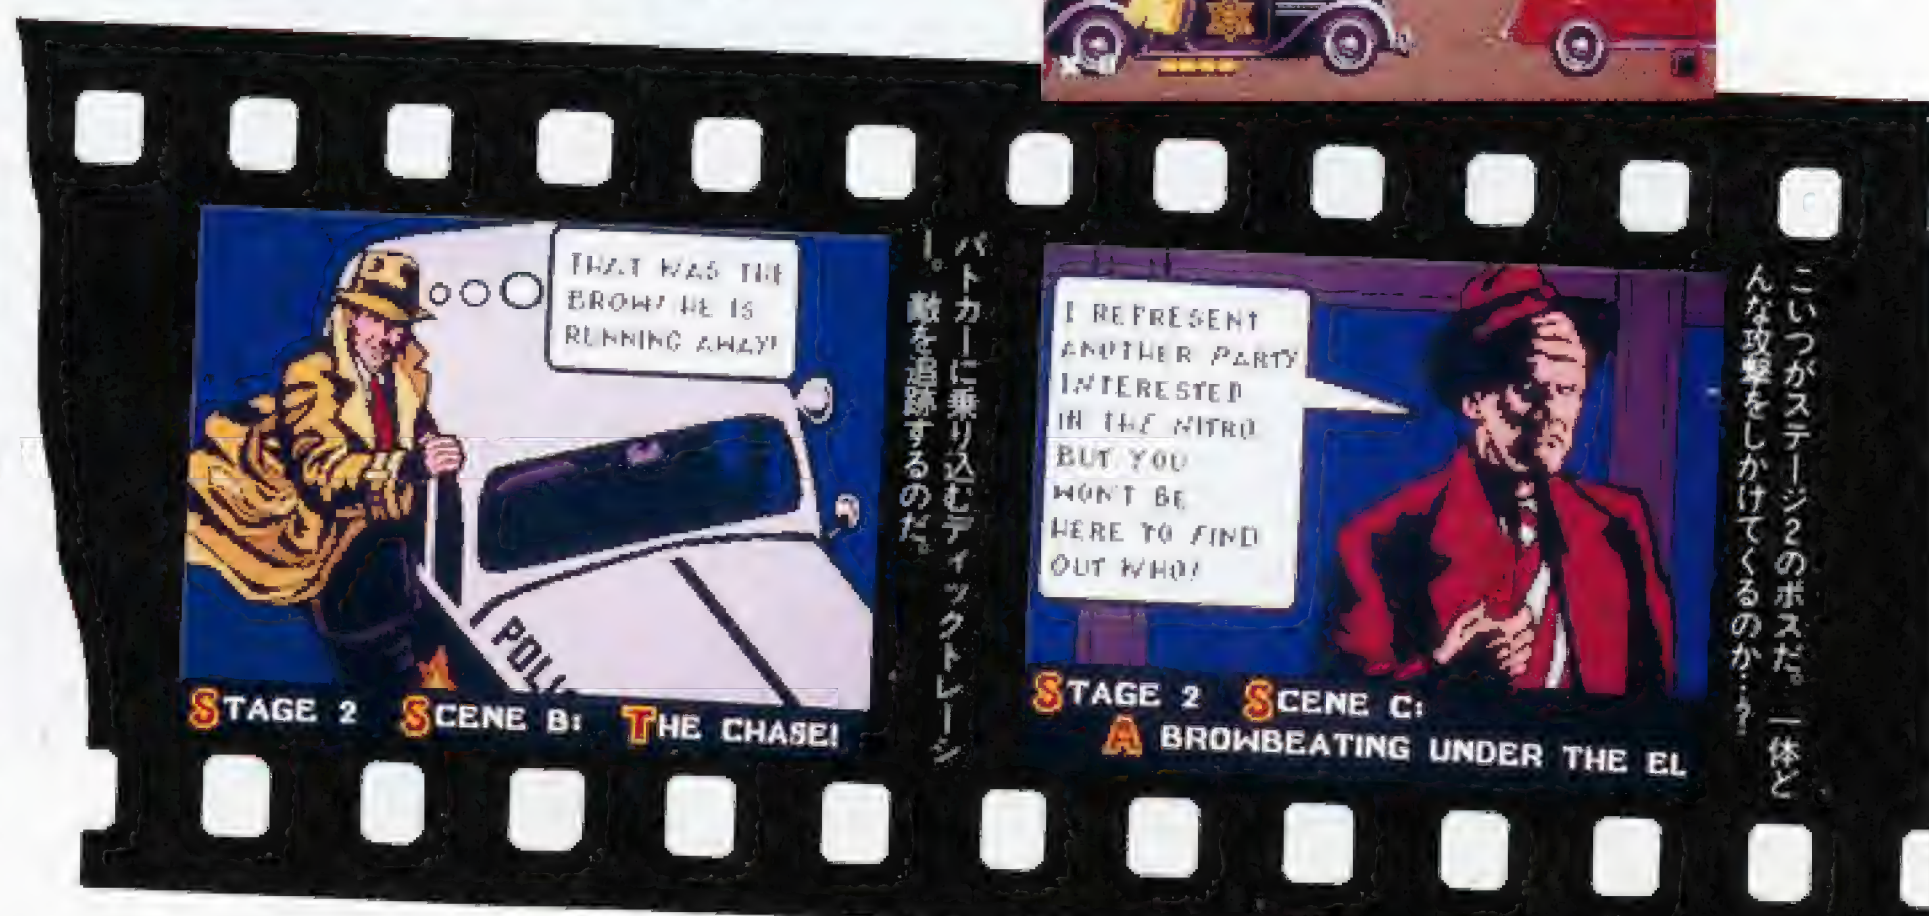 THAT WAS THE
BROW! HE IS
RUNNING AWAY!
POLI
STAGE 2 SCENE B: THE CHASE!
パトカーに乗り込むディックトレーシ
ー。敵を追跡するのだ。
I REPRESENT
ANOTHER PARTY
INTERESTED
IN THE NITRO
BUT YOU
WON'T BE
HERE TO FIND
OUT WHO!
STAGE 2 SCENE C:
A BROWBEATING UNDER THE EL
こいつがステージ2のボスだ。一体ど
んな攻撃をしかけてくるのか…?